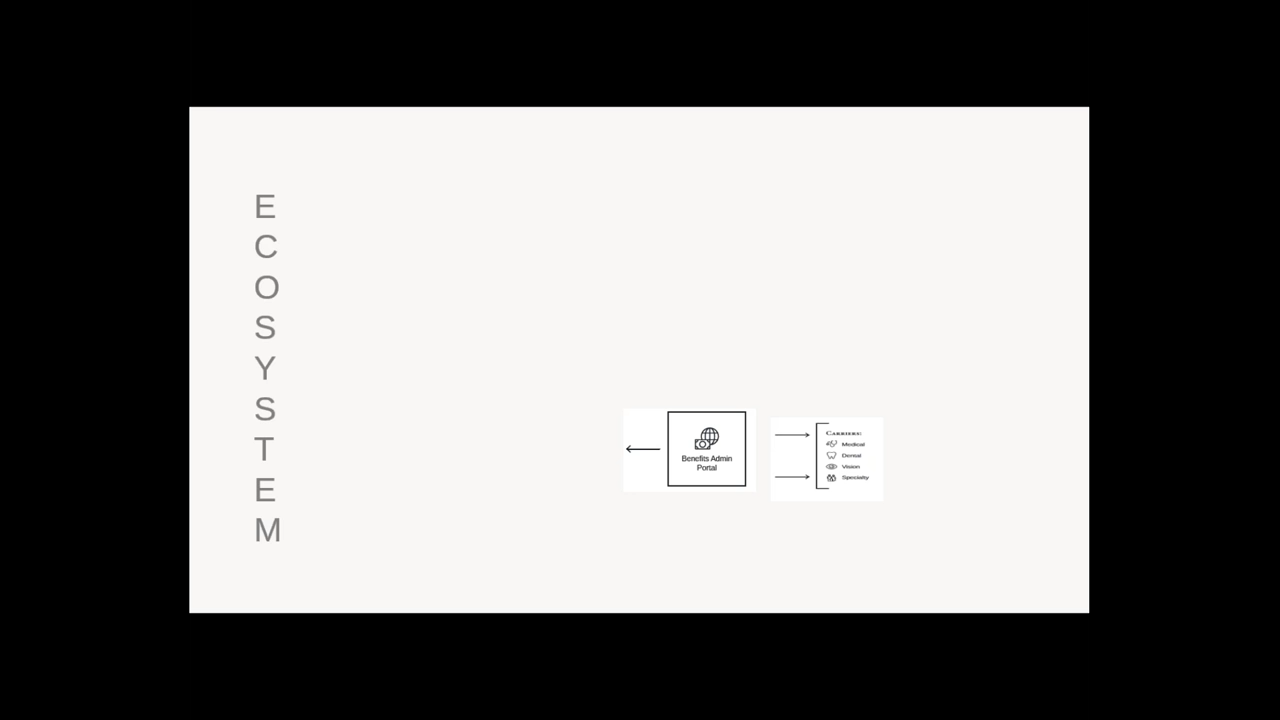 E
C
O
S
Y
S
T
E
M
Benefits Admin
Portal
CARRIERS:
Medical
Dental
Vision
Specialty